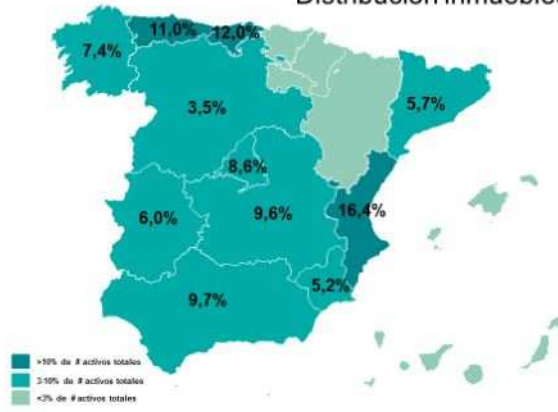 Distribución inmuebles
11,0%
12,0%
7,4%
3,5%
5,7%
8,6%
6,0%
9,6%
16,4%
5,2%
9,7%
>10% de # activos totales
3-10% de # activos totales
<3% de # activos totales